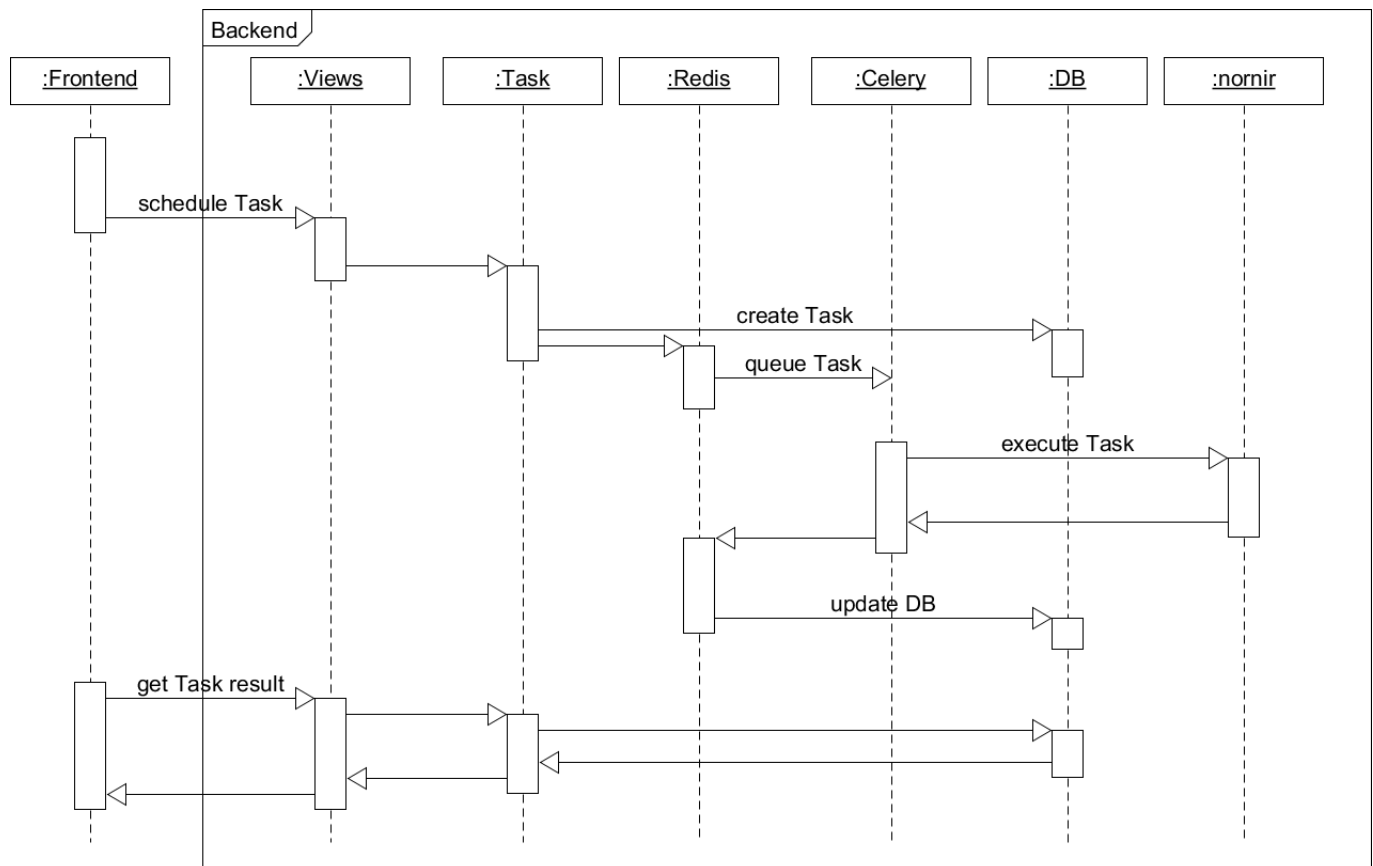 Backend
:Frontend
:Views
:Task
:Redis
:Celery
:DB
:nornir
schedule Task
create Task
queue Task
execute Task
update DB
get Task result